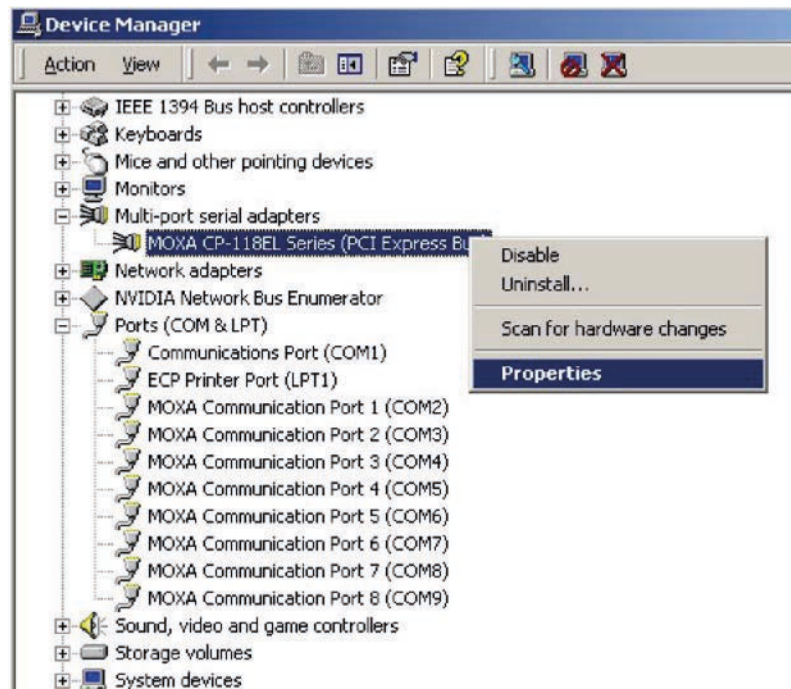 Device Manager
Action View
IEEE 1394 Bus host controllers
Keyboards
Mice and other pointing devices
Monitors
Multi-port serial adapters
MOXA CP-118EL Series (PCI Express Bu
Disable
Uninstall...
Scan for hardware changes
Properties
Network adapters
NVIDIA Network Bus Enumerator
Ports (COM & LPT)
Communications Port (COM1)
ECP Printer Port (LPT1)
MOXA Communication Port 1 (COM2)
MOXA Communication Port 2 (COM3)
MOXA Communication Port 3 (COM4)
MOXA Communication Port 4 (COM5)
MOXA Communication Port 5 (COM6)
MOXA Communication Port 6 (COM7)
MOXA Communication Port 7 (COM8)
MOXA Communication Port 8 (COM9)
Sound, video and game controllers
Storage volumes
System devices